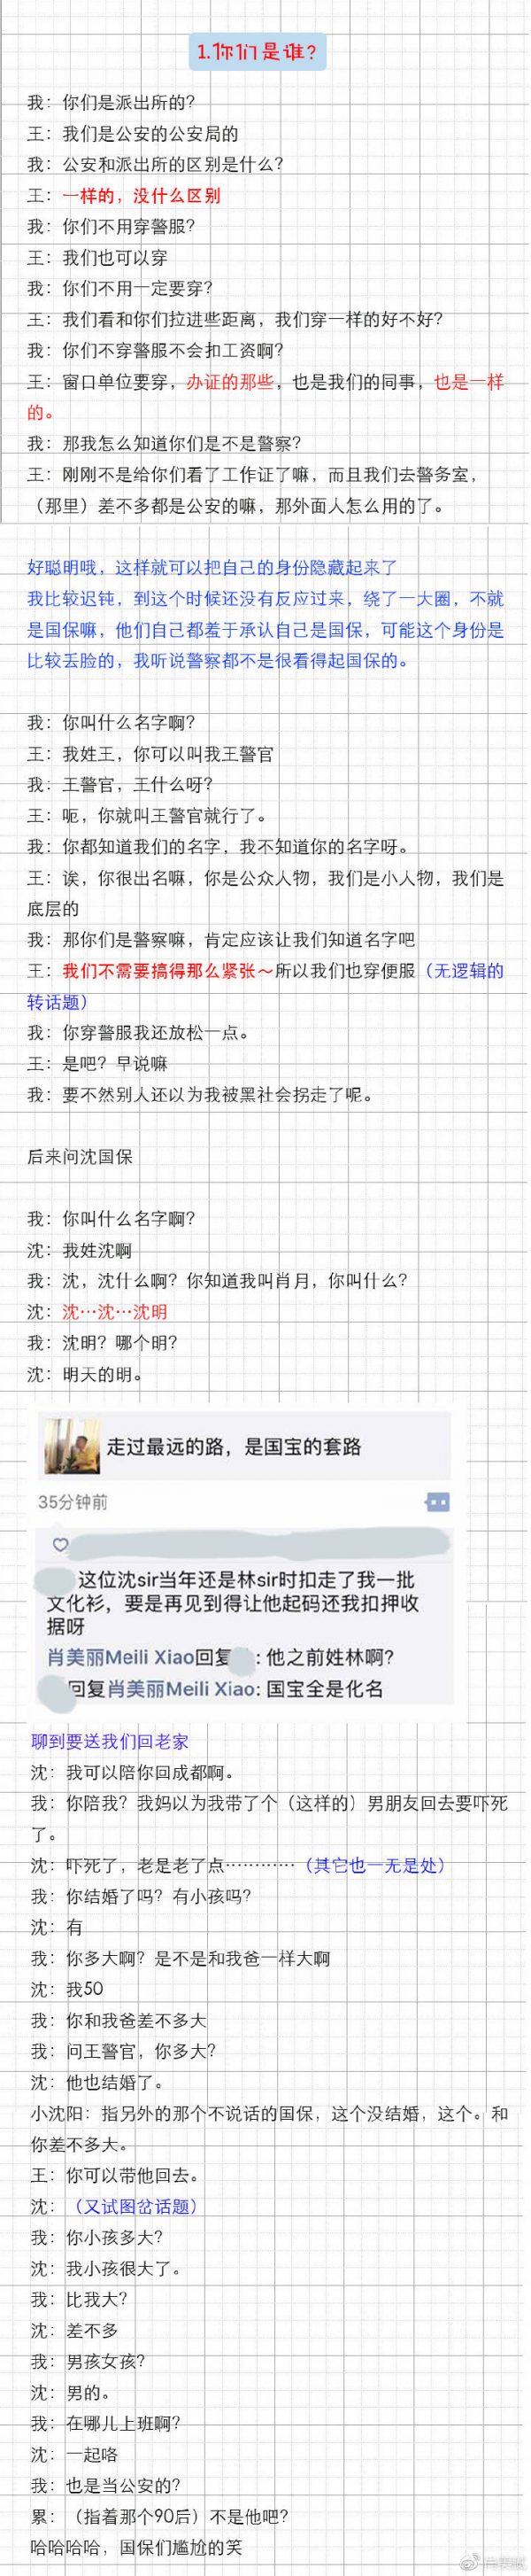 1.你们是谁?
我：你们是派出所的？
王：我们是公安的公安局的
我：公安和派出所的区别是什么？
王：一样的，没什么区别
我：你们不用穿警服？
王：我们也可以穿
我：你们不用一定要穿？
王：我们看和你们拉进些距离，我们穿一样的好不好？
我：你们不穿警服不会扣工资啊？
王：窗口单位要穿，办证的那些，也是我们的同事，也是一样
的。
我：那我怎么知道你们是不是警察？
王：刚刚不是给你们看了工作证了嘛，而且我们去警务室，
（那里）差不多都是公安的嘛，那外面人怎么用的了。
好聪明哦，这样就可以把自己的身份隐藏起来了
我比较迟钝，到这个时候还没有反应过来，绕了一大圈，不就
是国保嘛，他们自己都羞于承认自己是国保，可能这个身份是
比较丢脸的，我听说警察都不是很看得起国保的。
我：你叫什么名字啊？
王：我姓王，你可以叫我王警官
我：王警官，王什么呀？
王：呃，你就叫王警官就行了。
我：你都知道我们的名字，我不知道你的名字呀。
王：诶，你很出名嘛，你是公众人物，我们是小人物，我们是
底层的
我：那你们是警察嘛，肯定应该让我们知道名字吧
王：我们不需要搞得那么紧张～所以我们也穿便服（无逻辑的
转话题）
我：你穿警服我还放松一点。
王：是吧？早说嘛
我：要不然别人还以为我被黑社会拐走了呢。
后来问沈国保
我：你叫什么名字啊？
沈：我姓沈啊
我：沈，沈什么啊？你知道我叫肖月，你叫什么？
沈：沈…沈…沈明
我：沈明？哪个明？
沈：明天的明。
走过最远的路，是国宝的套路
35分钟前
这位沈sir当年还是林sir时扣走了我一批
文化衫，要是再见到得让他起码还我扣押收
据呀
肖美丽Meili Xiao回复 : 他之前姓林啊?
回复肖美丽Meili Xiao: 国宝全是化名
聊到要送我们回老家
沈：我可以陪你回成都啊。
我：你陪我？我妈以为我带了个（这样的）男朋友回去要吓死
了。
沈：吓死了，老是老了点…………（其它也一无是处）
我：你结婚了吗？有小孩吗？
沈：有
我：你多大啊？是不是和我爸一样大啊
沈：我50
我：你和我爸差不多大
我：问王警官，你多大？
沈：他也结婚了。
小沈阳：指另外的那个不说话的国保，这个没结婚，这个。和
你差不多大。
王：你可以带他回去。
沈：（又试图岔话题）
我：你小孩多大？
沈：我小孩很大了。
我：比我大？
沈：差不多
我：男孩女孩？
沈：男的。
我：在哪儿上班啊？
沈：一起咯
我：也是当公安的？
累：（指着那个90后）不是他吧？
哈哈哈哈，国保们尴尬的笑